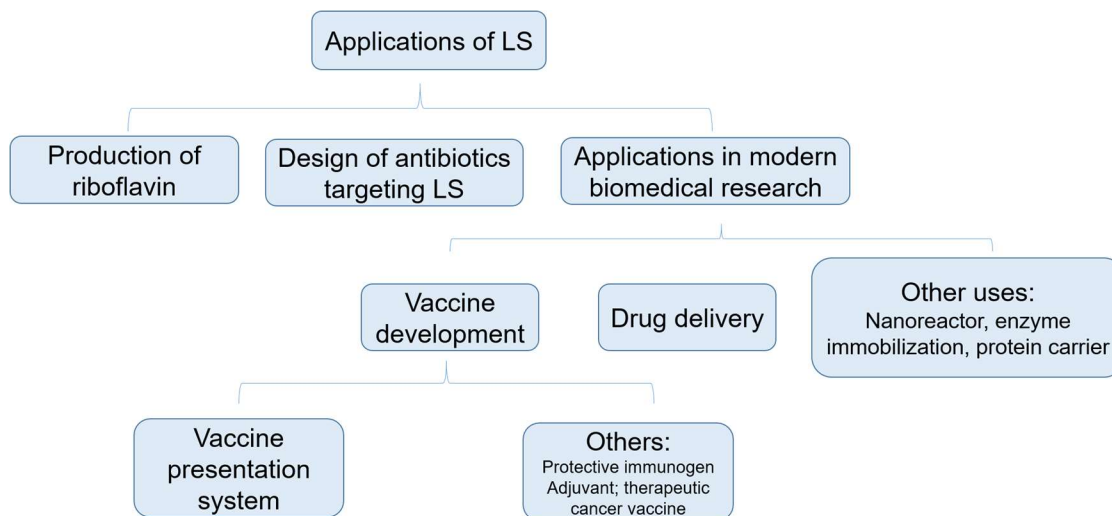 Applications of LS
Production of
riboflavin
Design of antibiotics
targeting LS
Applications in modern
biomedical research
Vaccine
development
Drug delivery
Other uses:
Nanoreactor, enzyme
immobilization, protein carrier
Vaccine
presentation
system
Others:
Protective immunogen
Adjuvant; therapeutic
cancer vaccine